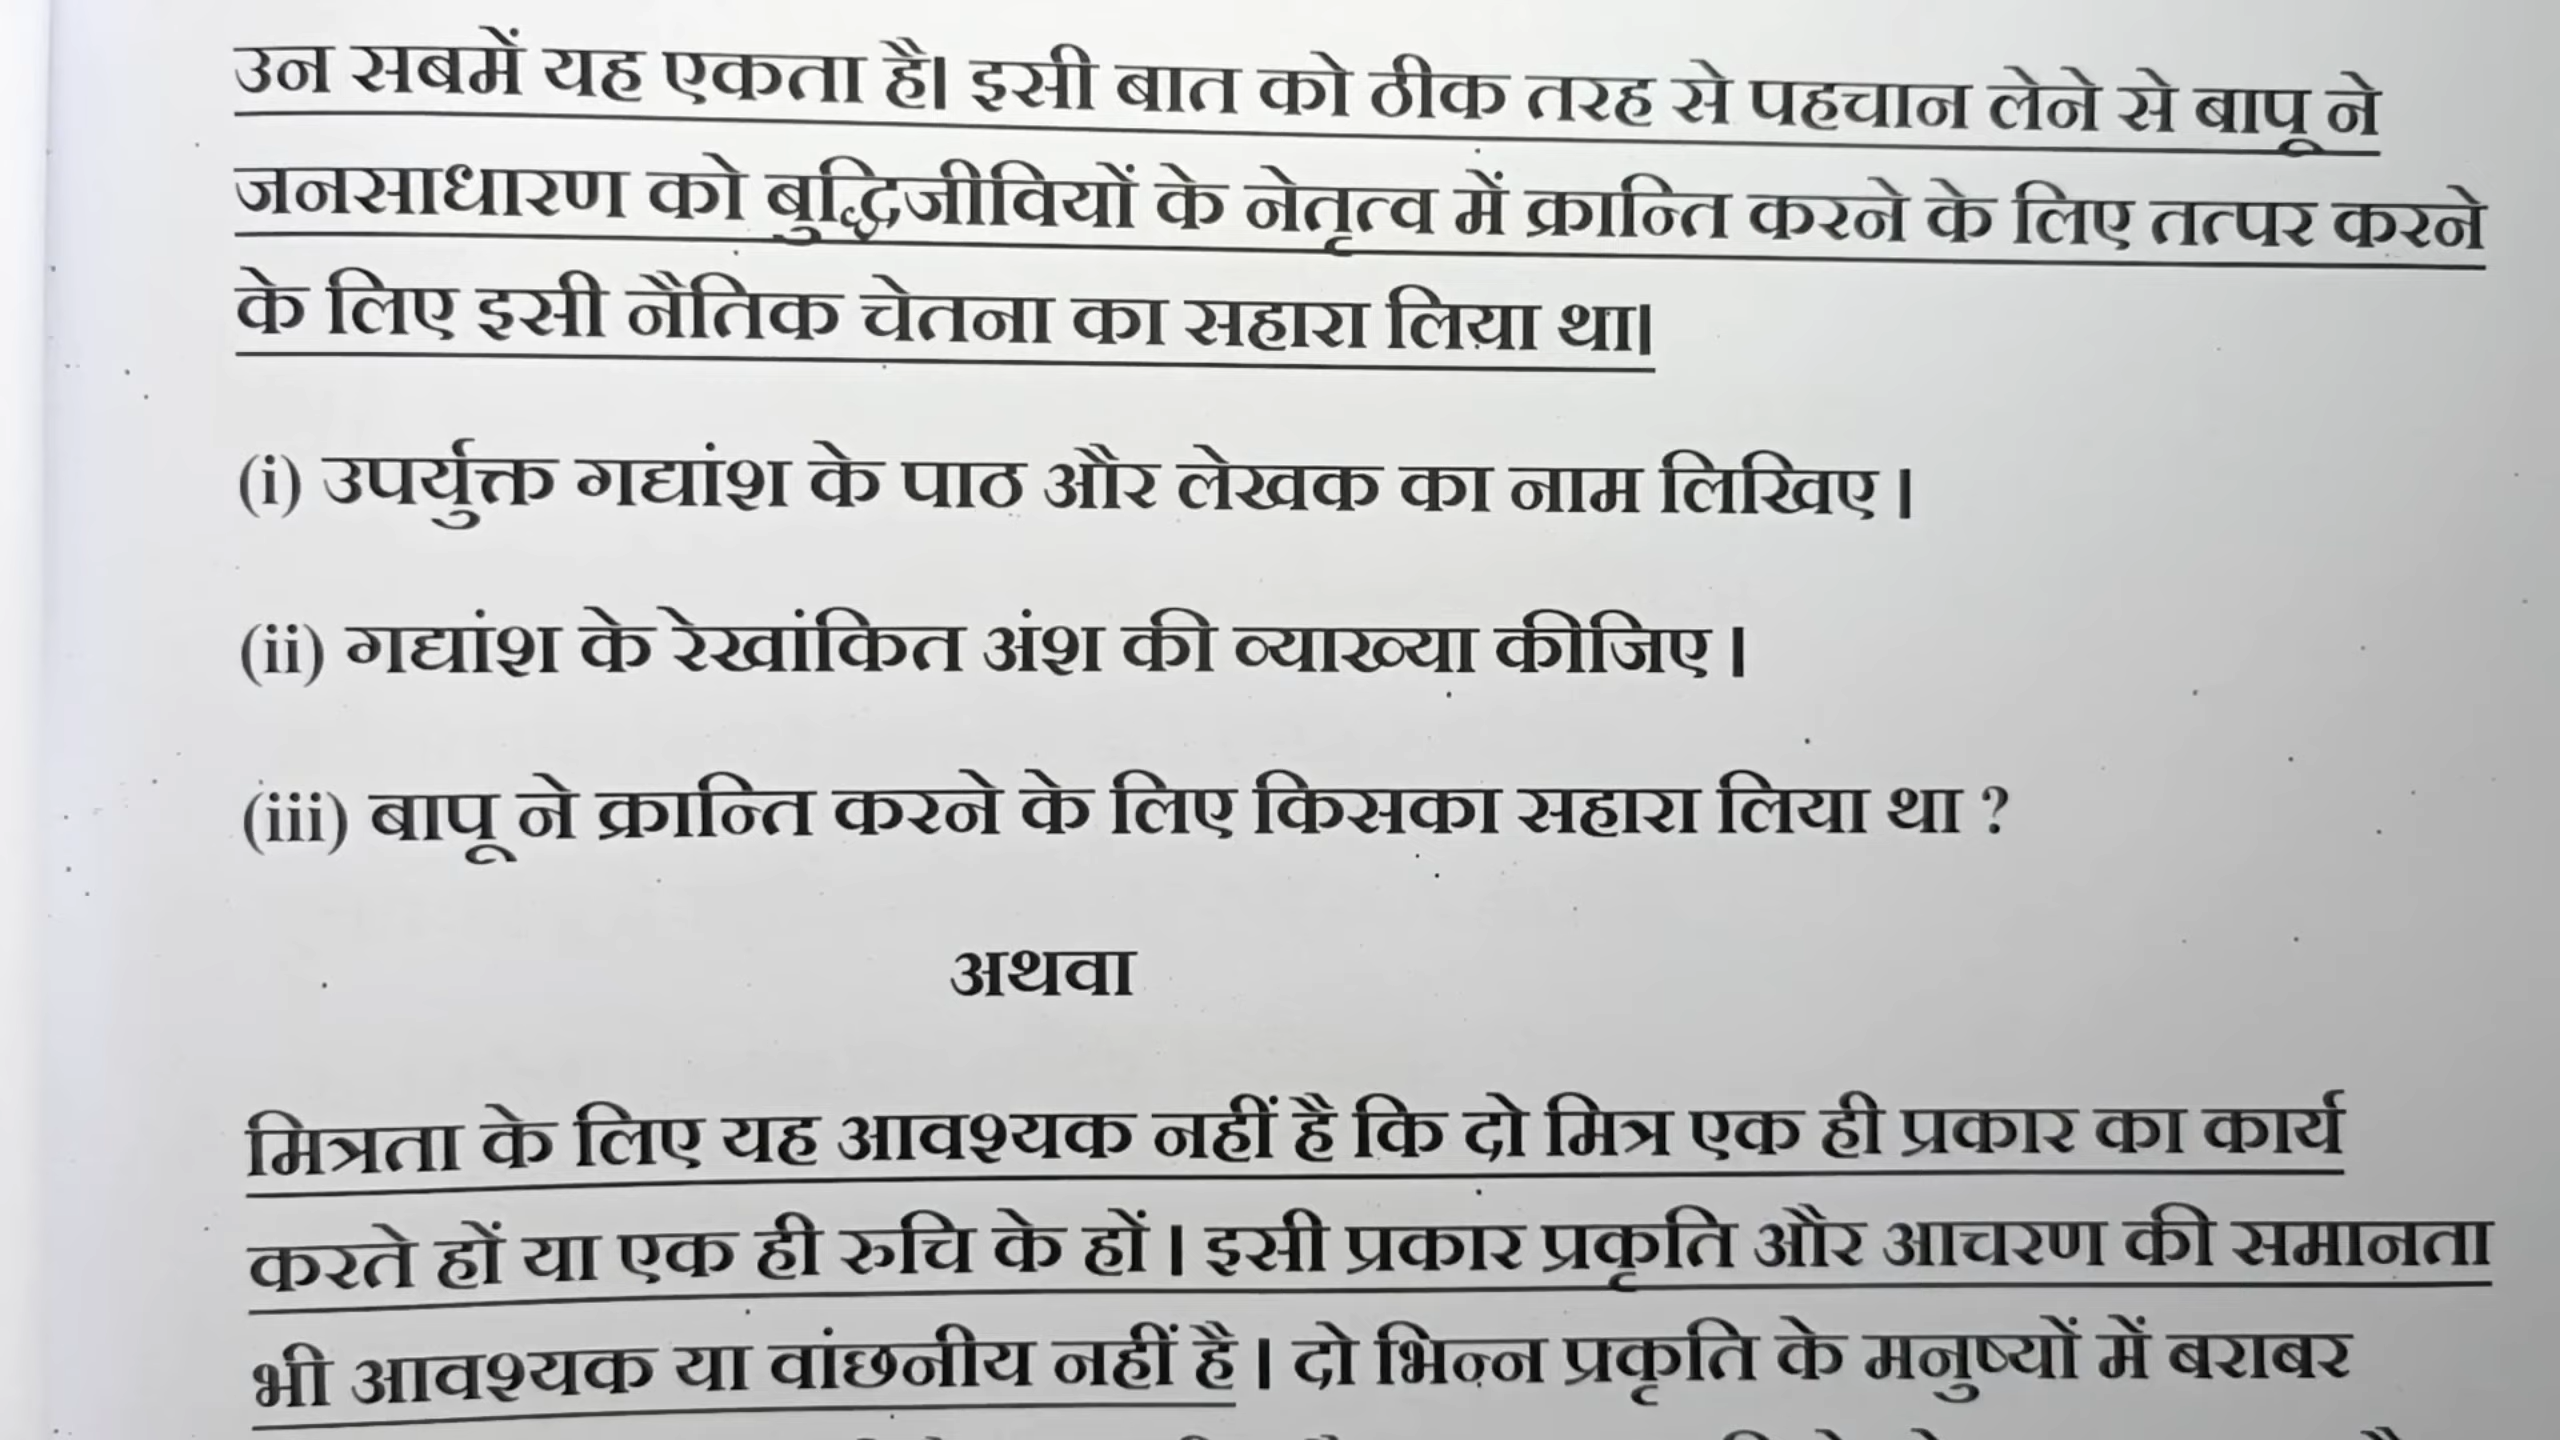 उन सबमें यह एकता है। इसी बात को ठीक तरह से पहचान लेने से बापू ने
जनसाधारण को बुद्धिजीवियों के नेतृत्व में क्रान्ति करने के लिए तत्पर करने
के लिए इसी नैतिक चेतना का सहारा लिया था।
(i) उपर्युक्त गद्यांश के पाठ और लेखक का नाम लिखिए।
(ii) गद्यांश के रेखांकित अंश की व्याख्या कीजिए।
(iii) बापू ने क्रान्ति करने के लिए किसका सहारा लिया था ?
अथवा
मित्रता के लिए यह आवश्यक नहीं है कि दो मित्र एक ही प्रकार का कार्य
करते हों या एक ही रुचि के हों। इसी प्रकार प्रकृति और आचरण की समानता
भी आवश्यक या वांछनीय नहीं है। दो भिन्न प्रकृति के मनुष्यों में बराबर